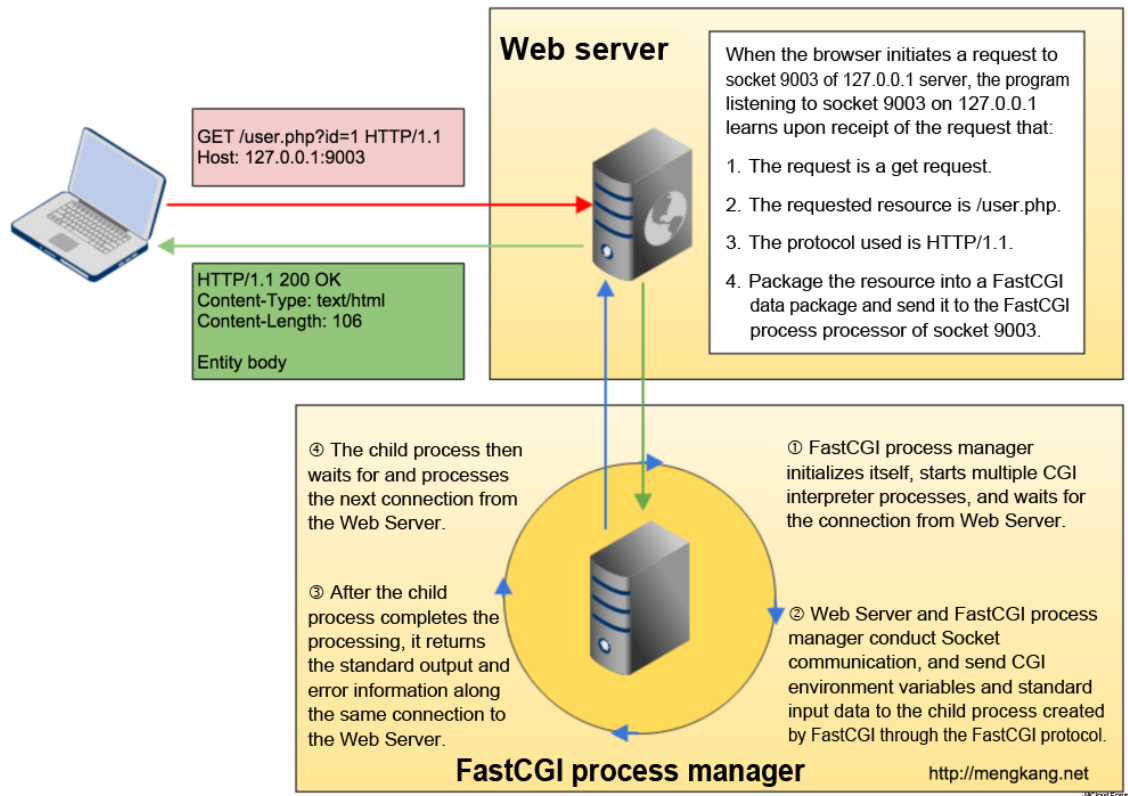 Web server
When the browser initiates a request to
socket 9003 of 127.0.0.1 server, the program
listening to socket 9003 on 127.0.0.1
learns upon receipt of the request that:
1. The request is a get request.
2. The requested resource is /user.php.
3. The protocol used is HTTP/1.1.
4. Package the resource into a FastCGI
data package and send it to the FastCGI
process processor of socket 9003.
GET /user.php?id=1 HTTP/1.1
Host: 127.0.0.1:9003
HTTP/1.1 200 OK
Content-Type: text/html
Content-Length: 106
Entity body
① FastCGI process manager
initializes itself, starts multiple CGI
interpreter processes, and waits for
the connection from Web Server.
② Web Server and FastCGI process
manager conduct Socket
communication, and send CGI
environment variables and standard
input data to the child process created
by FastCGI through the FastCGI protocol.
③ After the child
process completes the
processing, it returns
the standard output and
error information along
the same connection to
the Web Server.
④ The child process then
waits for and processes
the next connection from
the Web Server.
FastCGI process manager
http://mengkang.net